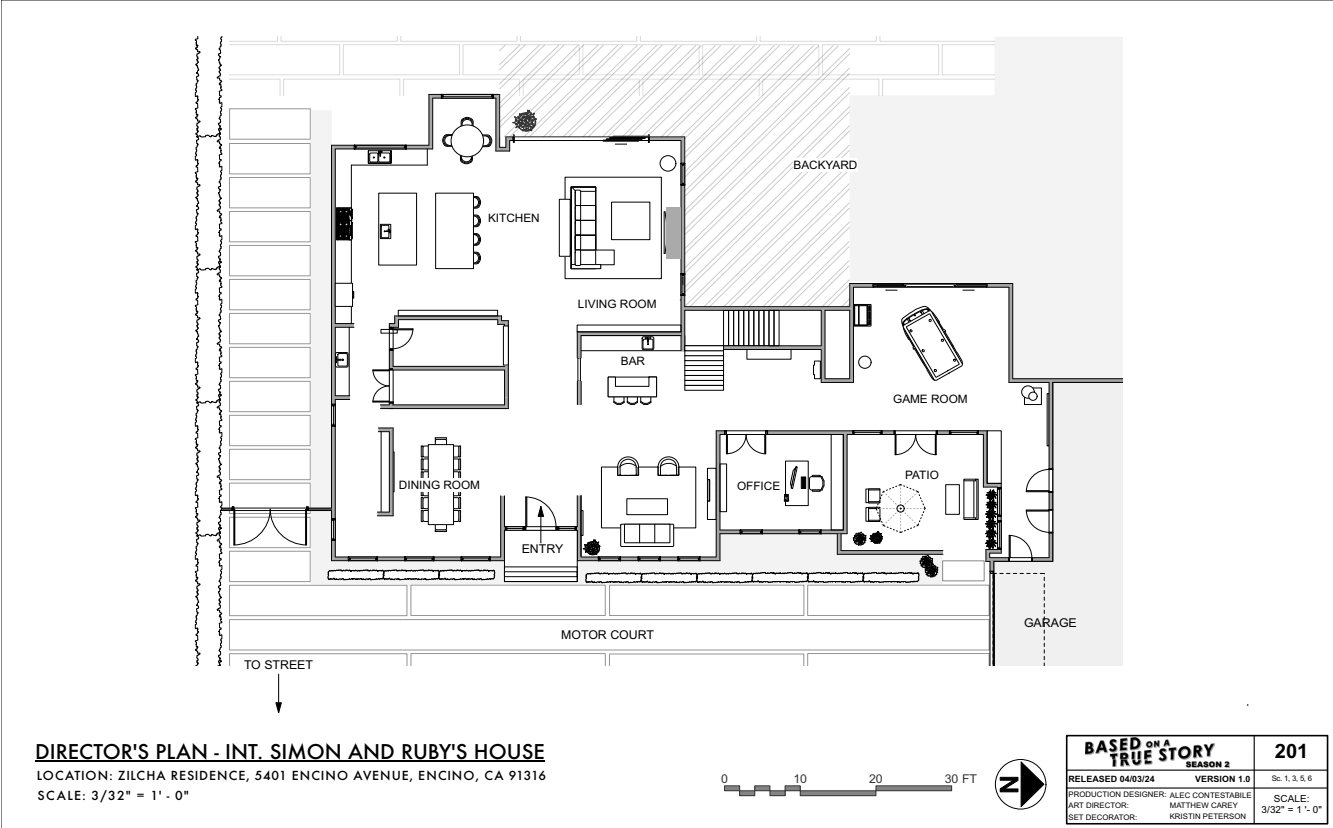 BACKYARD
KITCHEN
LIVING ROOM
BAR
GAME ROOM
DINING ROOM
OFFICE
PATIO
ENTRY
GARAGE
MOTOR COURT
TO STREET
DIRECTOR'S PLAN - INT. SIMON AND RUBY'S HOUSE
LOCATION: ZILCHA RESIDENCE, 5401 ENCINO AVENUE, ENCINO, CA 91316
SCALE: 3/32" = 1' - 0"
0 10 20 30 FT
N
BASED ON A
TRUE STORY
SEASON 2
201
RELEASED 04/03/24 VERSION 1.0
Sc. 1, 3, 5, 6
PRODUCTION DESIGNER: ALEC CONTESTABILE
ART DIRECTOR: MATTHEW CAREY
SET DECORATOR: KRISTIN PETERSON
SCALE:
3/32" = 1 '- 0"